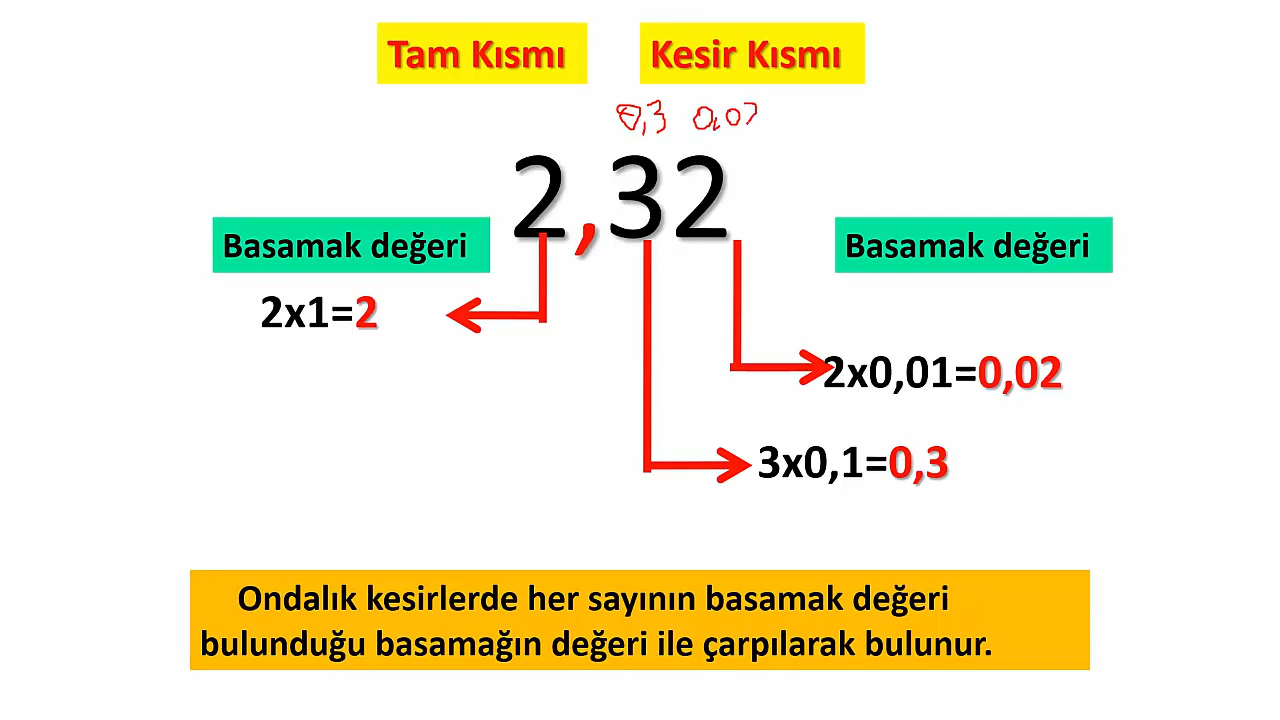 Tam Kısmı
Kesir Kısmı
0,3 0,02
2,32
Basamak değeri
Basamak değeri
2x1=2
2x0,01=0,02
3x0,1=0,3
Ondalık kesirlerde her sayının basamak değeri
bulunduğu basamağın değeri ile çarpılarak bulunur.